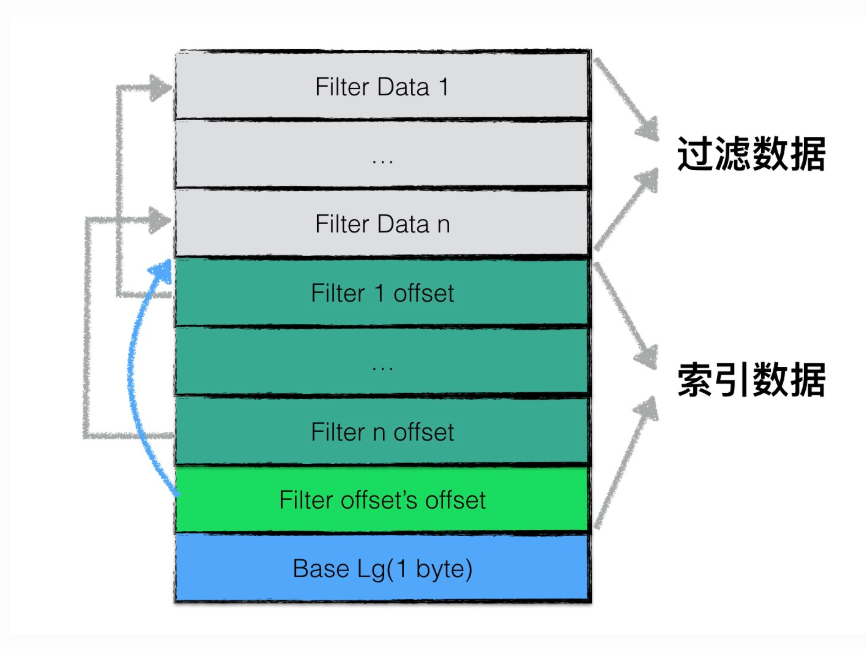 Filter Data 1
...
Filter Data n
Filter 1 offset
...
Filter n offset
Filter offset’s offset
Base Lg(1 byte)
过滤数据
索引数据